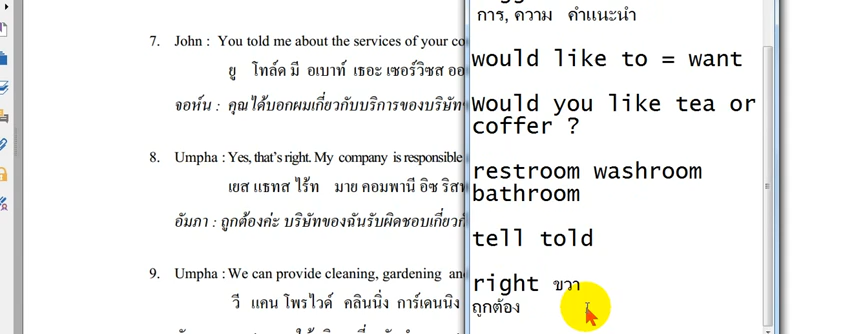 การ, ความ คำแนะนำ
7. John : You told me about the services of your
ยู โทล์ด มี อเบาท์ เธอะ เซอร์วิซส ออ
จอห์น : คุณได้บอกผมเกี่ยวกับบริการของบริษัท
would like to = want
Would you like tea or
coffer ?
8. Umpha : Yes, that's right. My company is responsible
เยส แธทส ไร้ท มาย คอมพานี อิซ ริสพ
อัมภา : ถูกต้องค่ะ บริษัทของฉันรับผิดชอบเกี่ยวกั
restroom washroom
bathroom
tell told
9. Umpha : We can provide cleaning, gardening
วี แคน โพรไวด์ คลินนิ่ง การ์เดนนิง
right ขวา
ถูกต้อง